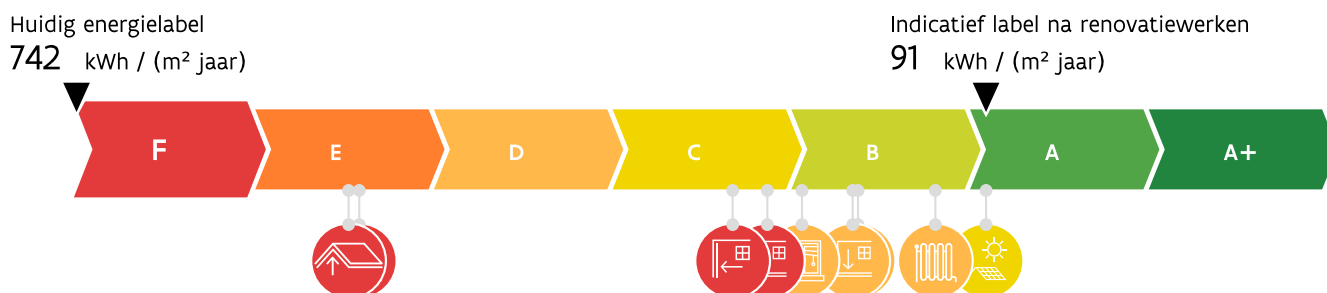 Huidig energielabel
742 kWh / (m² jaar)
Indicatief label na renovatiewerken
91 kWh / (m² jaar)
F E D C B A A+